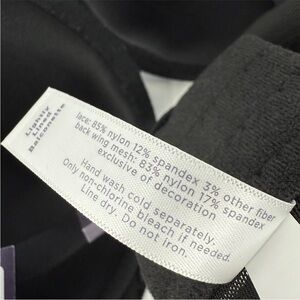 Lightly
Lined
Balconette
lace: 85% nylon 12% spandex 3% other fiber
back wing mesh: 83% nylon 17% spandex
exclusive of decoration
Hand wash cold separately.
Only non-chlorine bleach if needed.
Line dry. Do not iron.